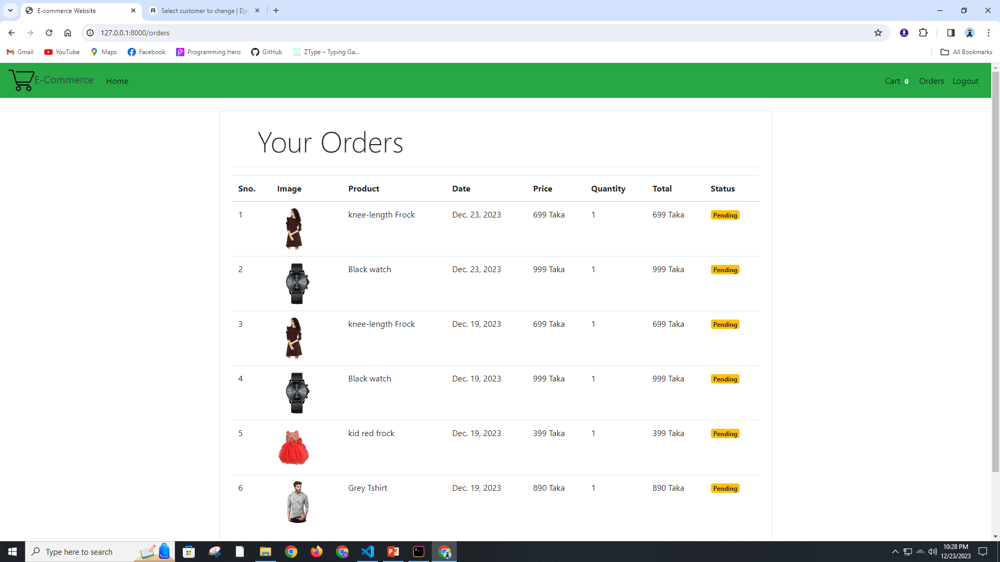 E-commerce Website
Select customer to change | Dja
127.0.0.1:8000/orders
Gmail
YouTube
Maps
Facebook
Programming Hero
GitHub
ZType – Typing Ga...
All Bookmarks
E-Commerce
Home
Cart 0
Orders
Logout
Your Orders
Sno. Image Product Date Price Quantity Total Status
1 knee-length Frock Dec. 23, 2023 699 Taka 1 699 Taka Pending
2 Black watch Dec. 23, 2023 999 Taka 1 999 Taka Pending
3 knee-length Frock Dec. 19, 2023 699 Taka 1 699 Taka Pending
4 Black watch Dec. 19, 2023 999 Taka 1 999 Taka Pending
5 kid red frock Dec. 19, 2023 399 Taka 1 399 Taka Pending
6 Grey Tshirt Dec. 19, 2023 890 Taka 1 890 Taka Pending
Type here to search
10:28 PM
12/23/2023